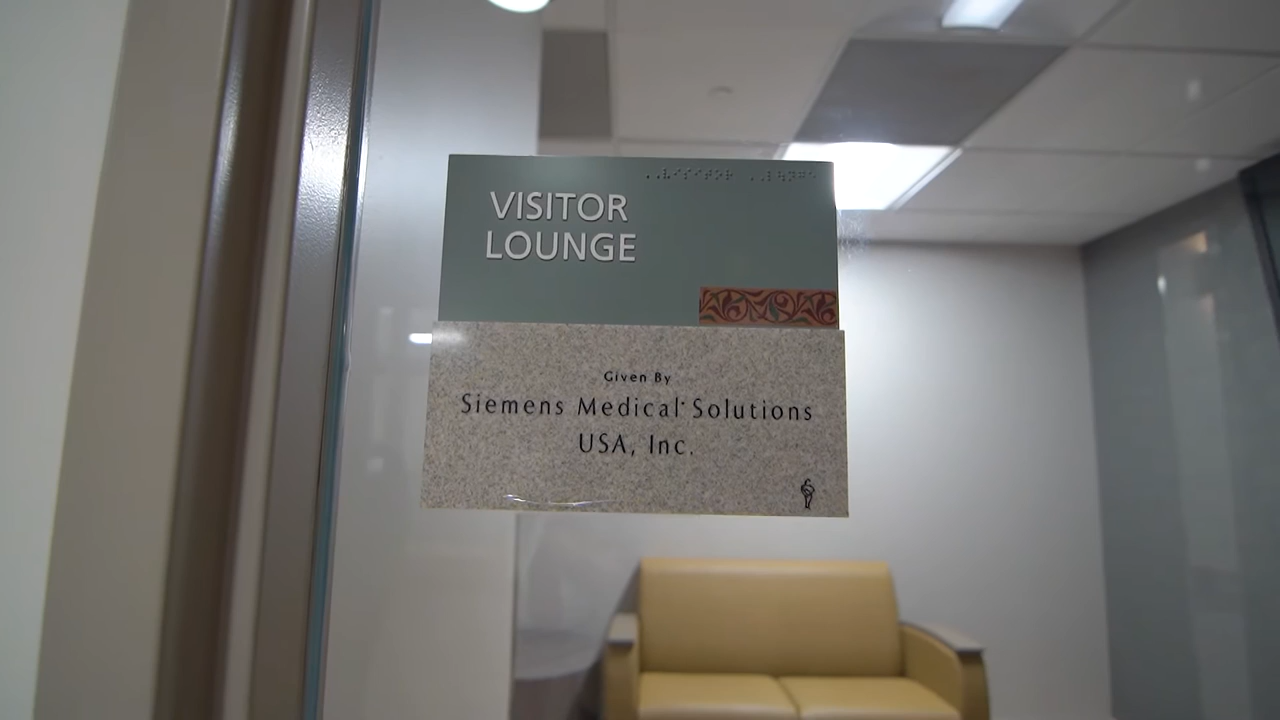 VISITOR
LOUNGE
Given By
Siemens Medical Solutions
USA, Inc.